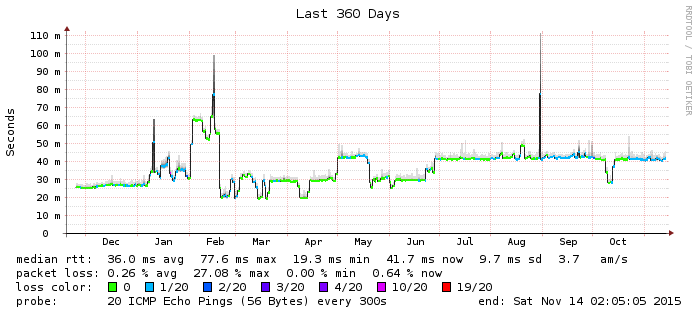 Last 360 Days
RRDTOOL / TOBI OETIKER
Seconds
110 m
100 m
90 m
80 m
70 m
60 m
50 m
40 m
30 m
20 m
10 m
0
Dec Jan Feb Mar Apr May Jun Jul Aug Sep Oct
median rtt: 36.0 ms avg 77.6 ms max 19.3 ms min 41.7 ms now 9.7 ms sd 3.7 am/s
packet loss: 0.26 % avg 27.08 % max 0.00 % min 0.64 % now
loss color: 0 1/20 2/20 3/20 4/20 10/20 19/20
probe: 20 ICMP Echo Pings (56 Bytes) every 300s end: Sat Nov 14 02:05:05 2015